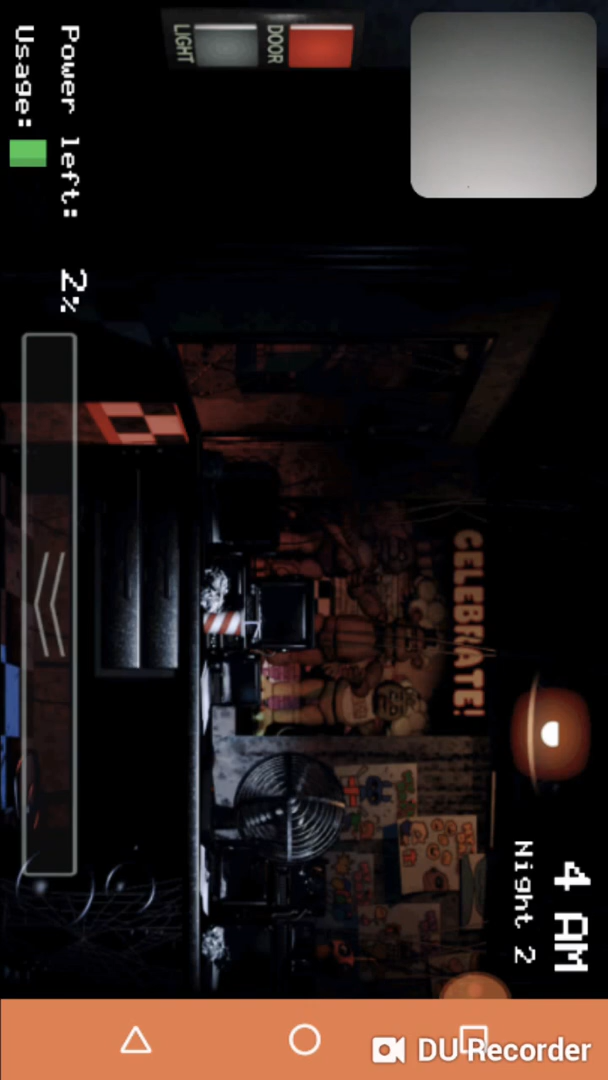 4 AM
Night 2
DOOR
LIGHT
CELEBRATE!
Power left: 2%
Usage:
DU Recorder